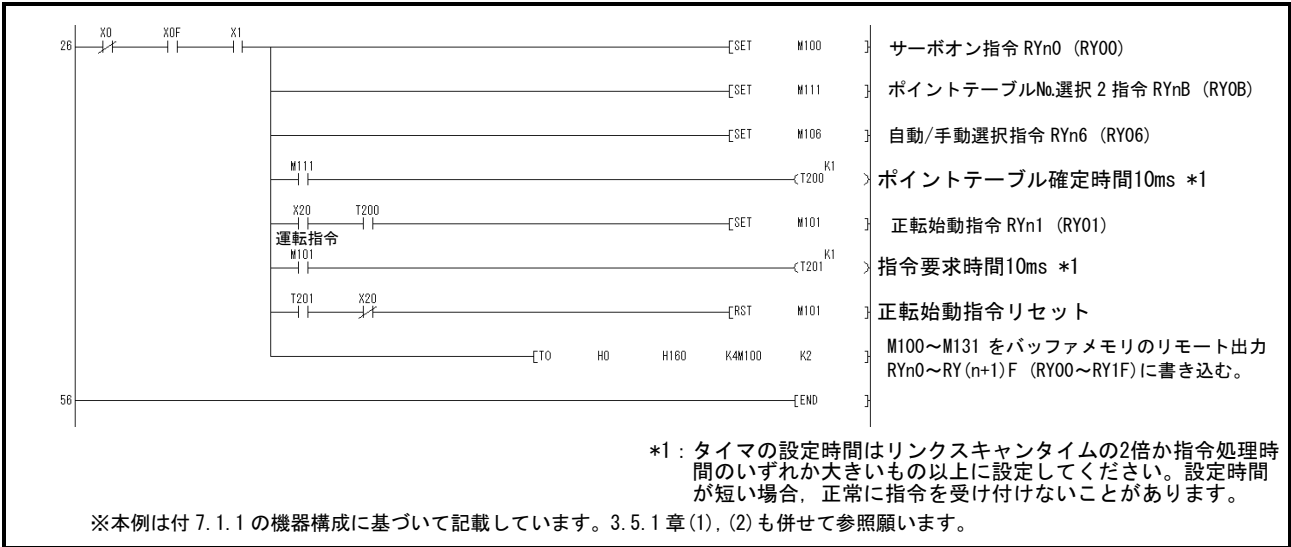 X0 X0F X1
26 [SET M100 ] サーボオン指令 RYn0 (RY00)
[SET M111 ] ポイントテーブル№選択 2 指令 RYnB (RY0B)
[SET M106 ] 自動/手動選択指令 RYn6 (RY06)
M111 K1
(T200 ) ポイントテーブル確定時間10ms *1
X20 T200
[SET M101 ] 正転始動指令 RYn1 (RY01)
運転指令
M101 K1
(T201 ) 指令要求時間10ms *1
T201 X20
[RST M101 ] 正転始動指令リセット
[TO H0 H160 K4M100 K2 ] M100～M131 をバッファメモリのリモート出力
RYn0～RY(n+1)F (RY00～RY1F)に書き込む。
56 [END ]
*1：タイマの設定時間はリンクスキャンタイムの2倍か指令処理時
間のいずれか大きいもの以上に設定してください。設定時間
が短い場合，正常に指令を受け付けないことがあります。
※本例は付 7.1.1 の機器構成に基づいて記載しています。3.5.1 章(1)，(2)も併せて参照願います。